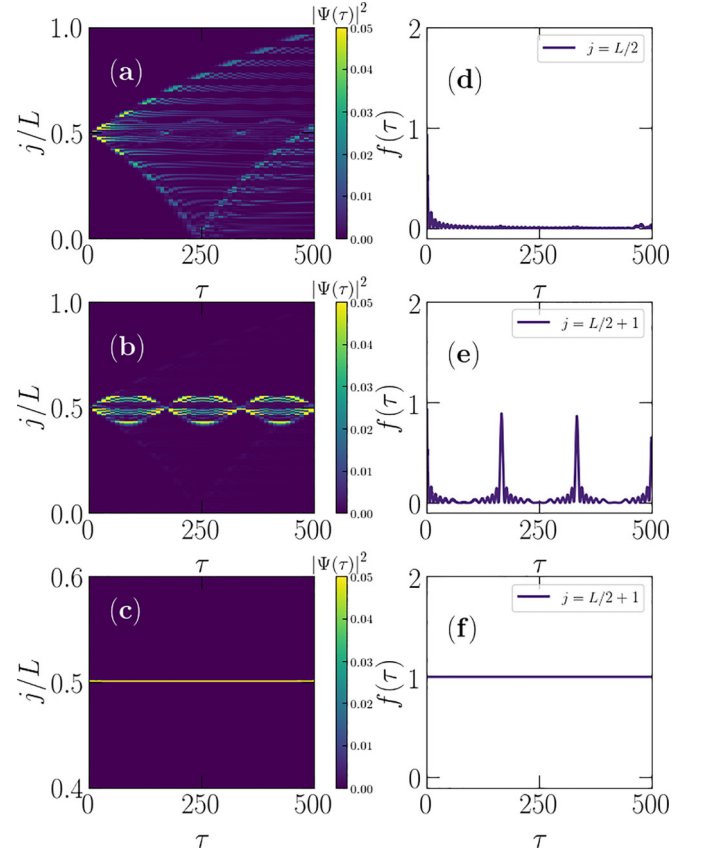 |Ψ(τ)|²
1.0 0.05
(a) 0.04
j/L 0.5 0.03
0.02
0.01
0.0 0.00
0 250 500
τ
2 j = L/2
(d)
f(τ) 1
0
0 250 500
τ
|Ψ(τ)|²
1.0 0.05
(b) 0.04
j/L 0.5 0.03
0.02
0.01
0.0 0.00
0 250 500
τ
2 j = L/2 + 1
(e)
f(τ) 1
0
0 250 500
τ
|Ψ(τ)|²
0.6 0.05
(c) 0.04
j/L 0.5 0.03
0.02
0.01
0.4 0.00
0 250 500
τ
2 j = L/2 + 1
(f)
f(τ) 1
0
0 250 500
τ